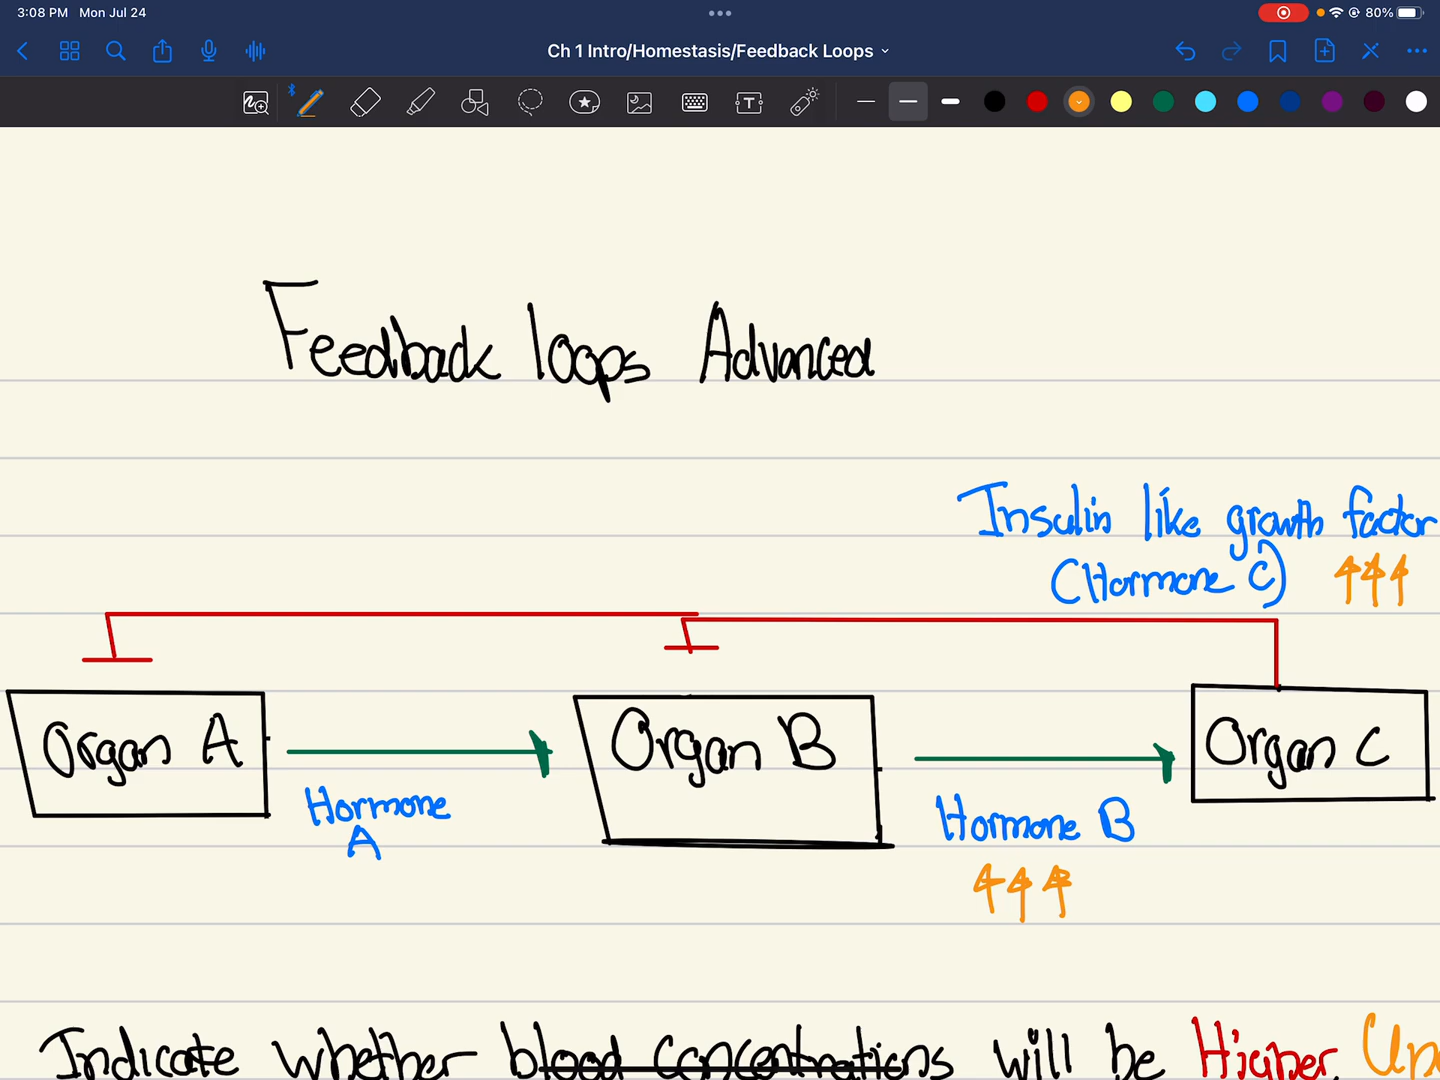 3:08 PM Mon Jul 24
80%
Ch 1 Intro/Homestasis/Feedback Loops
Feedback loops Advanced
Insulin like growth factor
(Hormone C)
Organ A
Organ B
Organ C
Hormone
A
Hormone B
Indicate whether blood concentrations will be Higher,